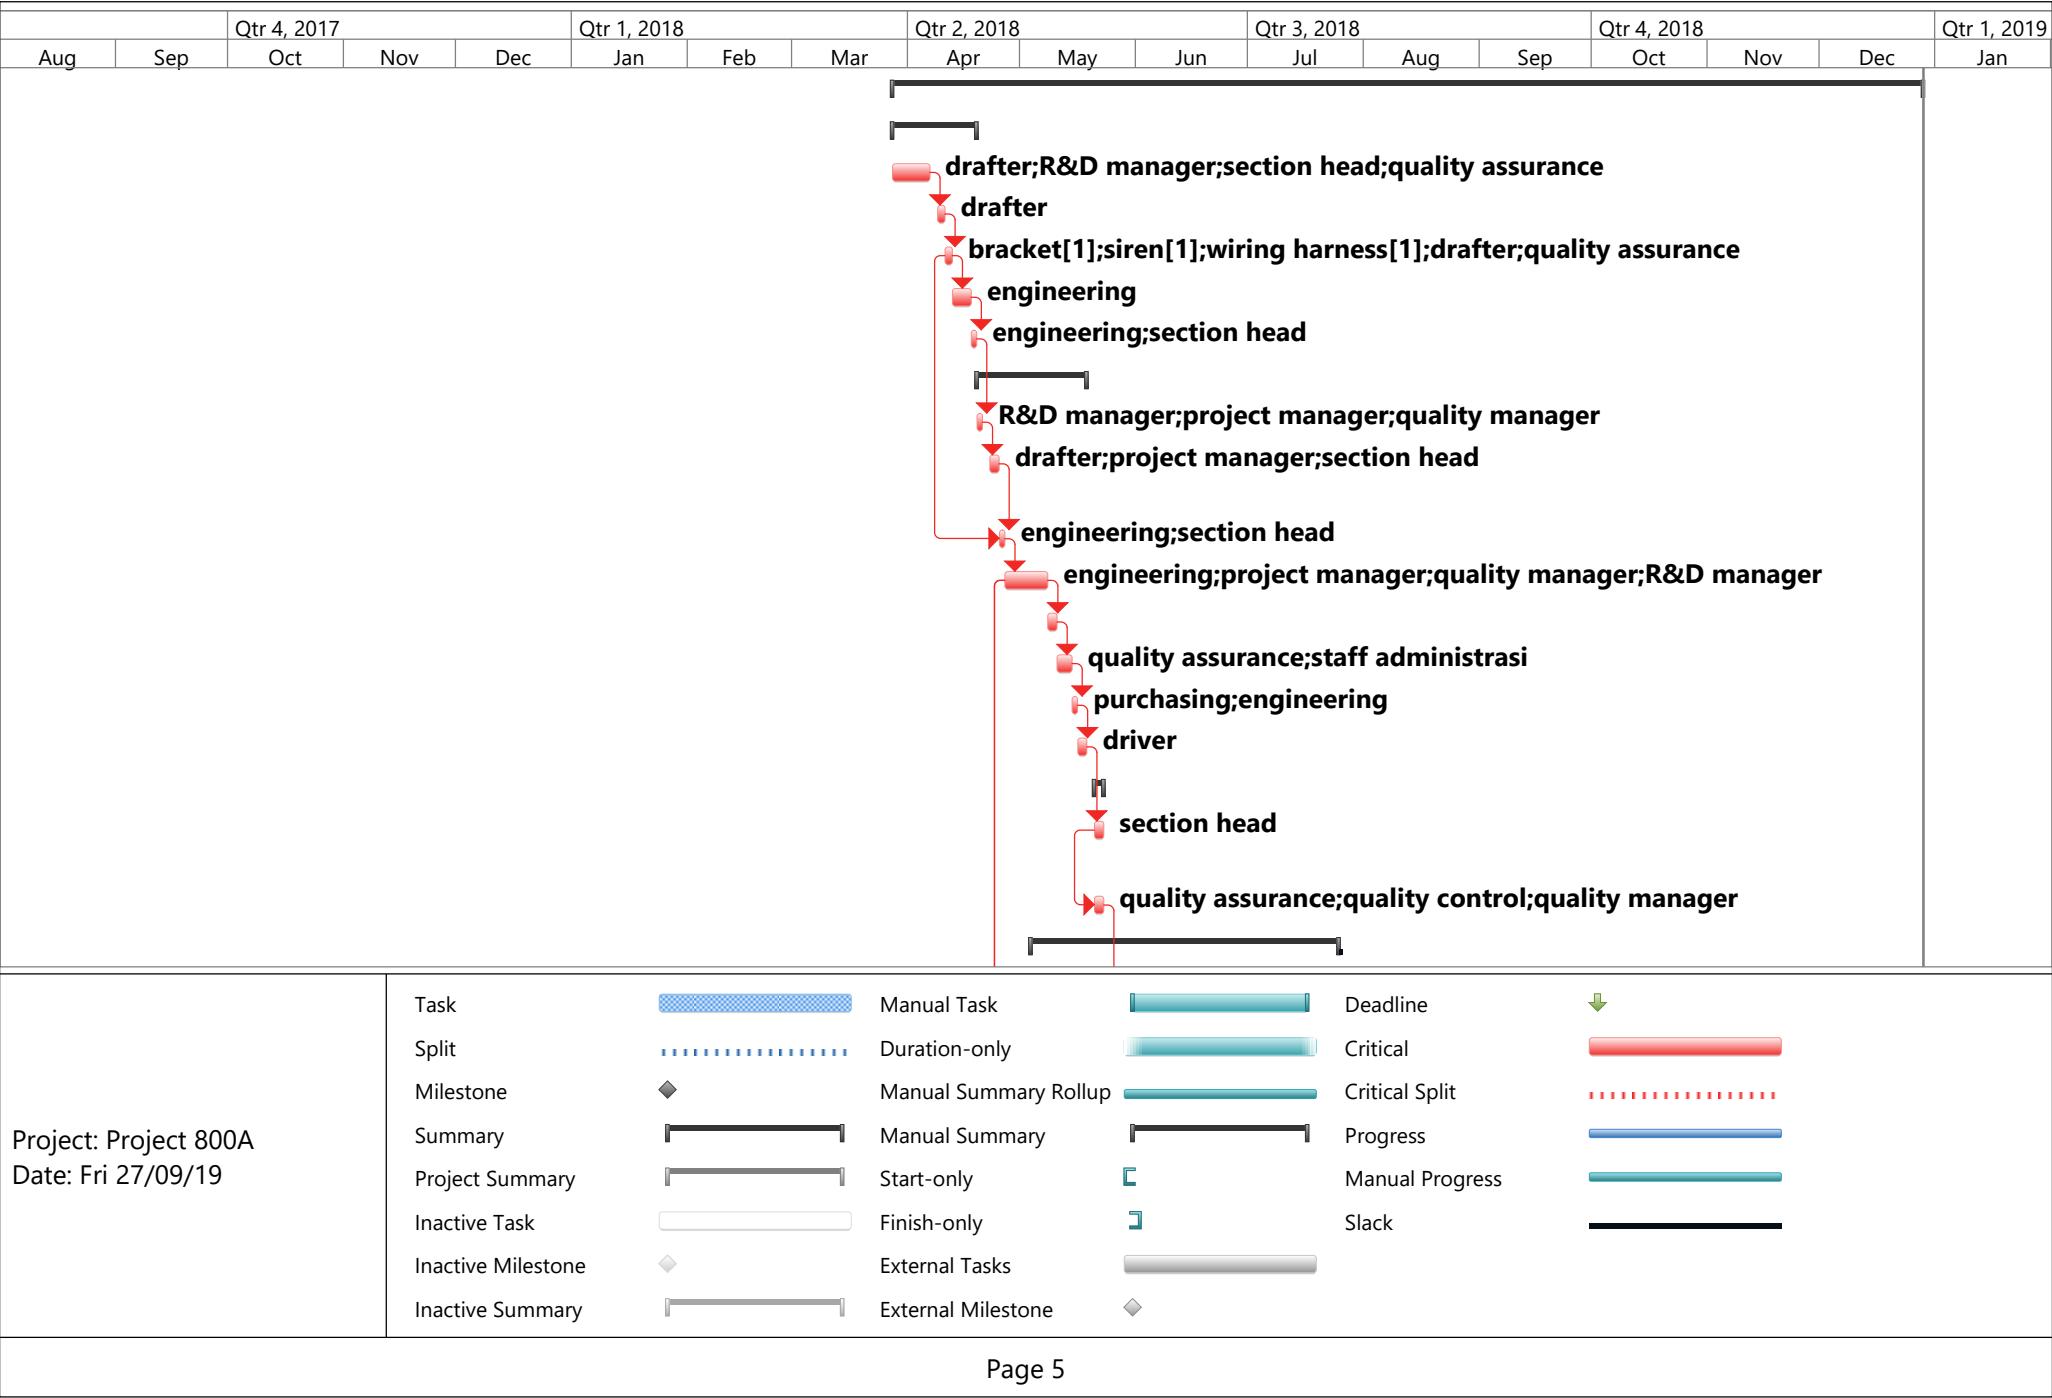 Qtr 4, 2017 Qtr 1, 2018 Qtr 2, 2018 Qtr 3, 2018 Qtr 4, 2018 Qtr 1, 2019
Aug Sep Oct Nov Dec Jan Feb Mar Apr May Jun Jul Aug Sep Oct Nov Dec Jan
drafter;R&D manager;section head;quality assurance
drafter
bracket[1];siren[1];wiring harness[1];drafter;quality assurance
engineering
engineering;section head
R&D manager;project manager;quality manager
drafter;project manager;section head
engineering;section head
engineering;project manager;quality manager;R&D manager
quality assurance;staff administrasi
purchasing;engineering
driver
section head
quality assurance;quality control;quality manager
Project: Project 800A
Date: Fri 27/09/19
Task
Split
Milestone
Summary
Project Summary
Inactive Task
Inactive Milestone
Inactive Summary
Manual Task
Duration-only
Manual Summary Rollup
Manual Summary
Start-only
Finish-only
External Tasks
External Milestone
Deadline
Critical
Critical Split
Progress
Manual Progress
Slack
Page 5